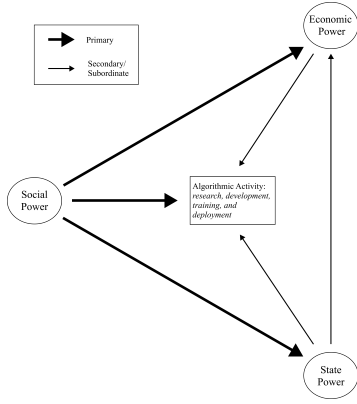 Economic
Power
Primary
Secondary/
Subordinate
Algorithmic Activity:
research, development,
training, and
deployment
Social
Power
State
Power